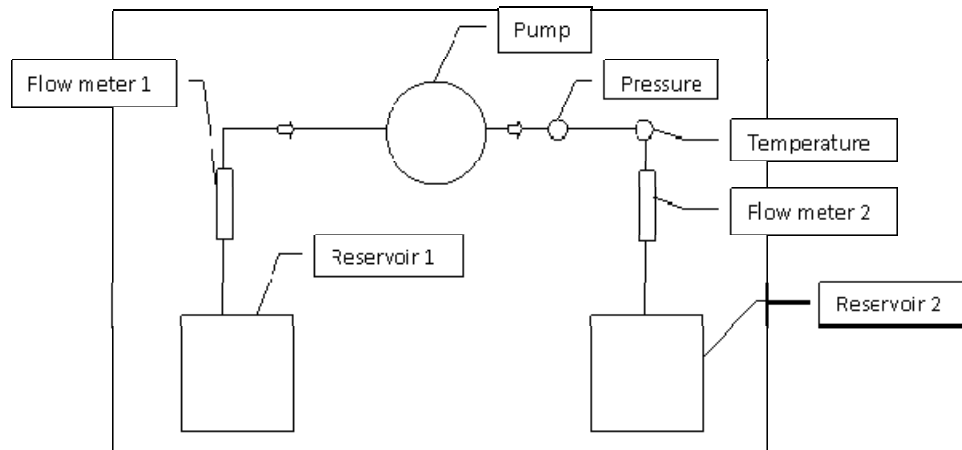 Pump
Flow meter 1
Pressure
Temperature
Flow meter 2
Reservoir 1
Reservoir 2